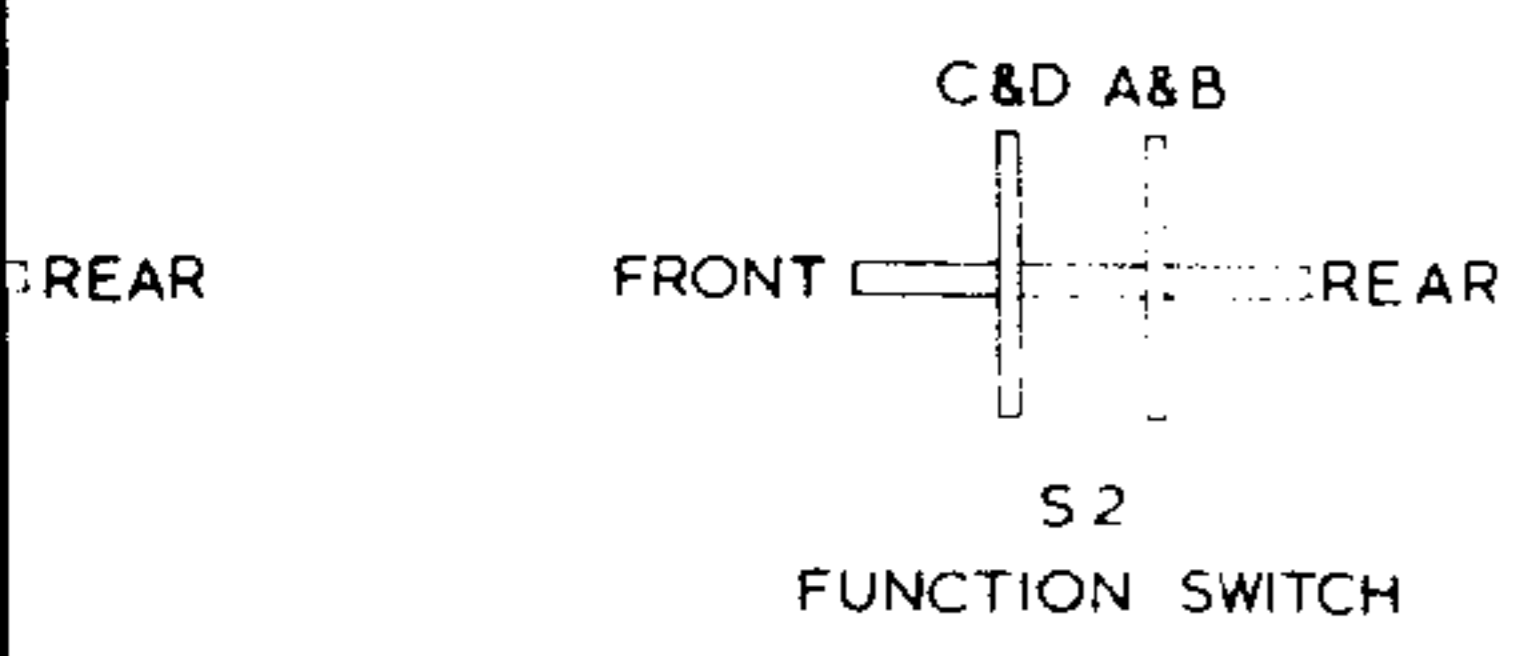 C&D A&B
REAR
FRONT REAR
S2
FUNCTION SWITCH